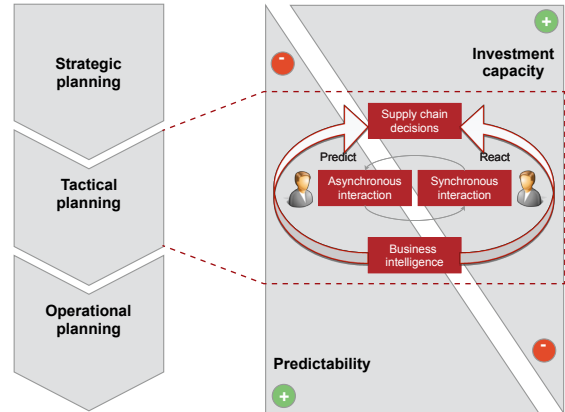 Strategic
planning
Tactical
planning
Operational
planning
-
+
Investment
capacity
Supply chain
decisions
Predict
React
Asynchronous
interaction
Synchronous
interaction
Business
intelligence
-
Predictability
+